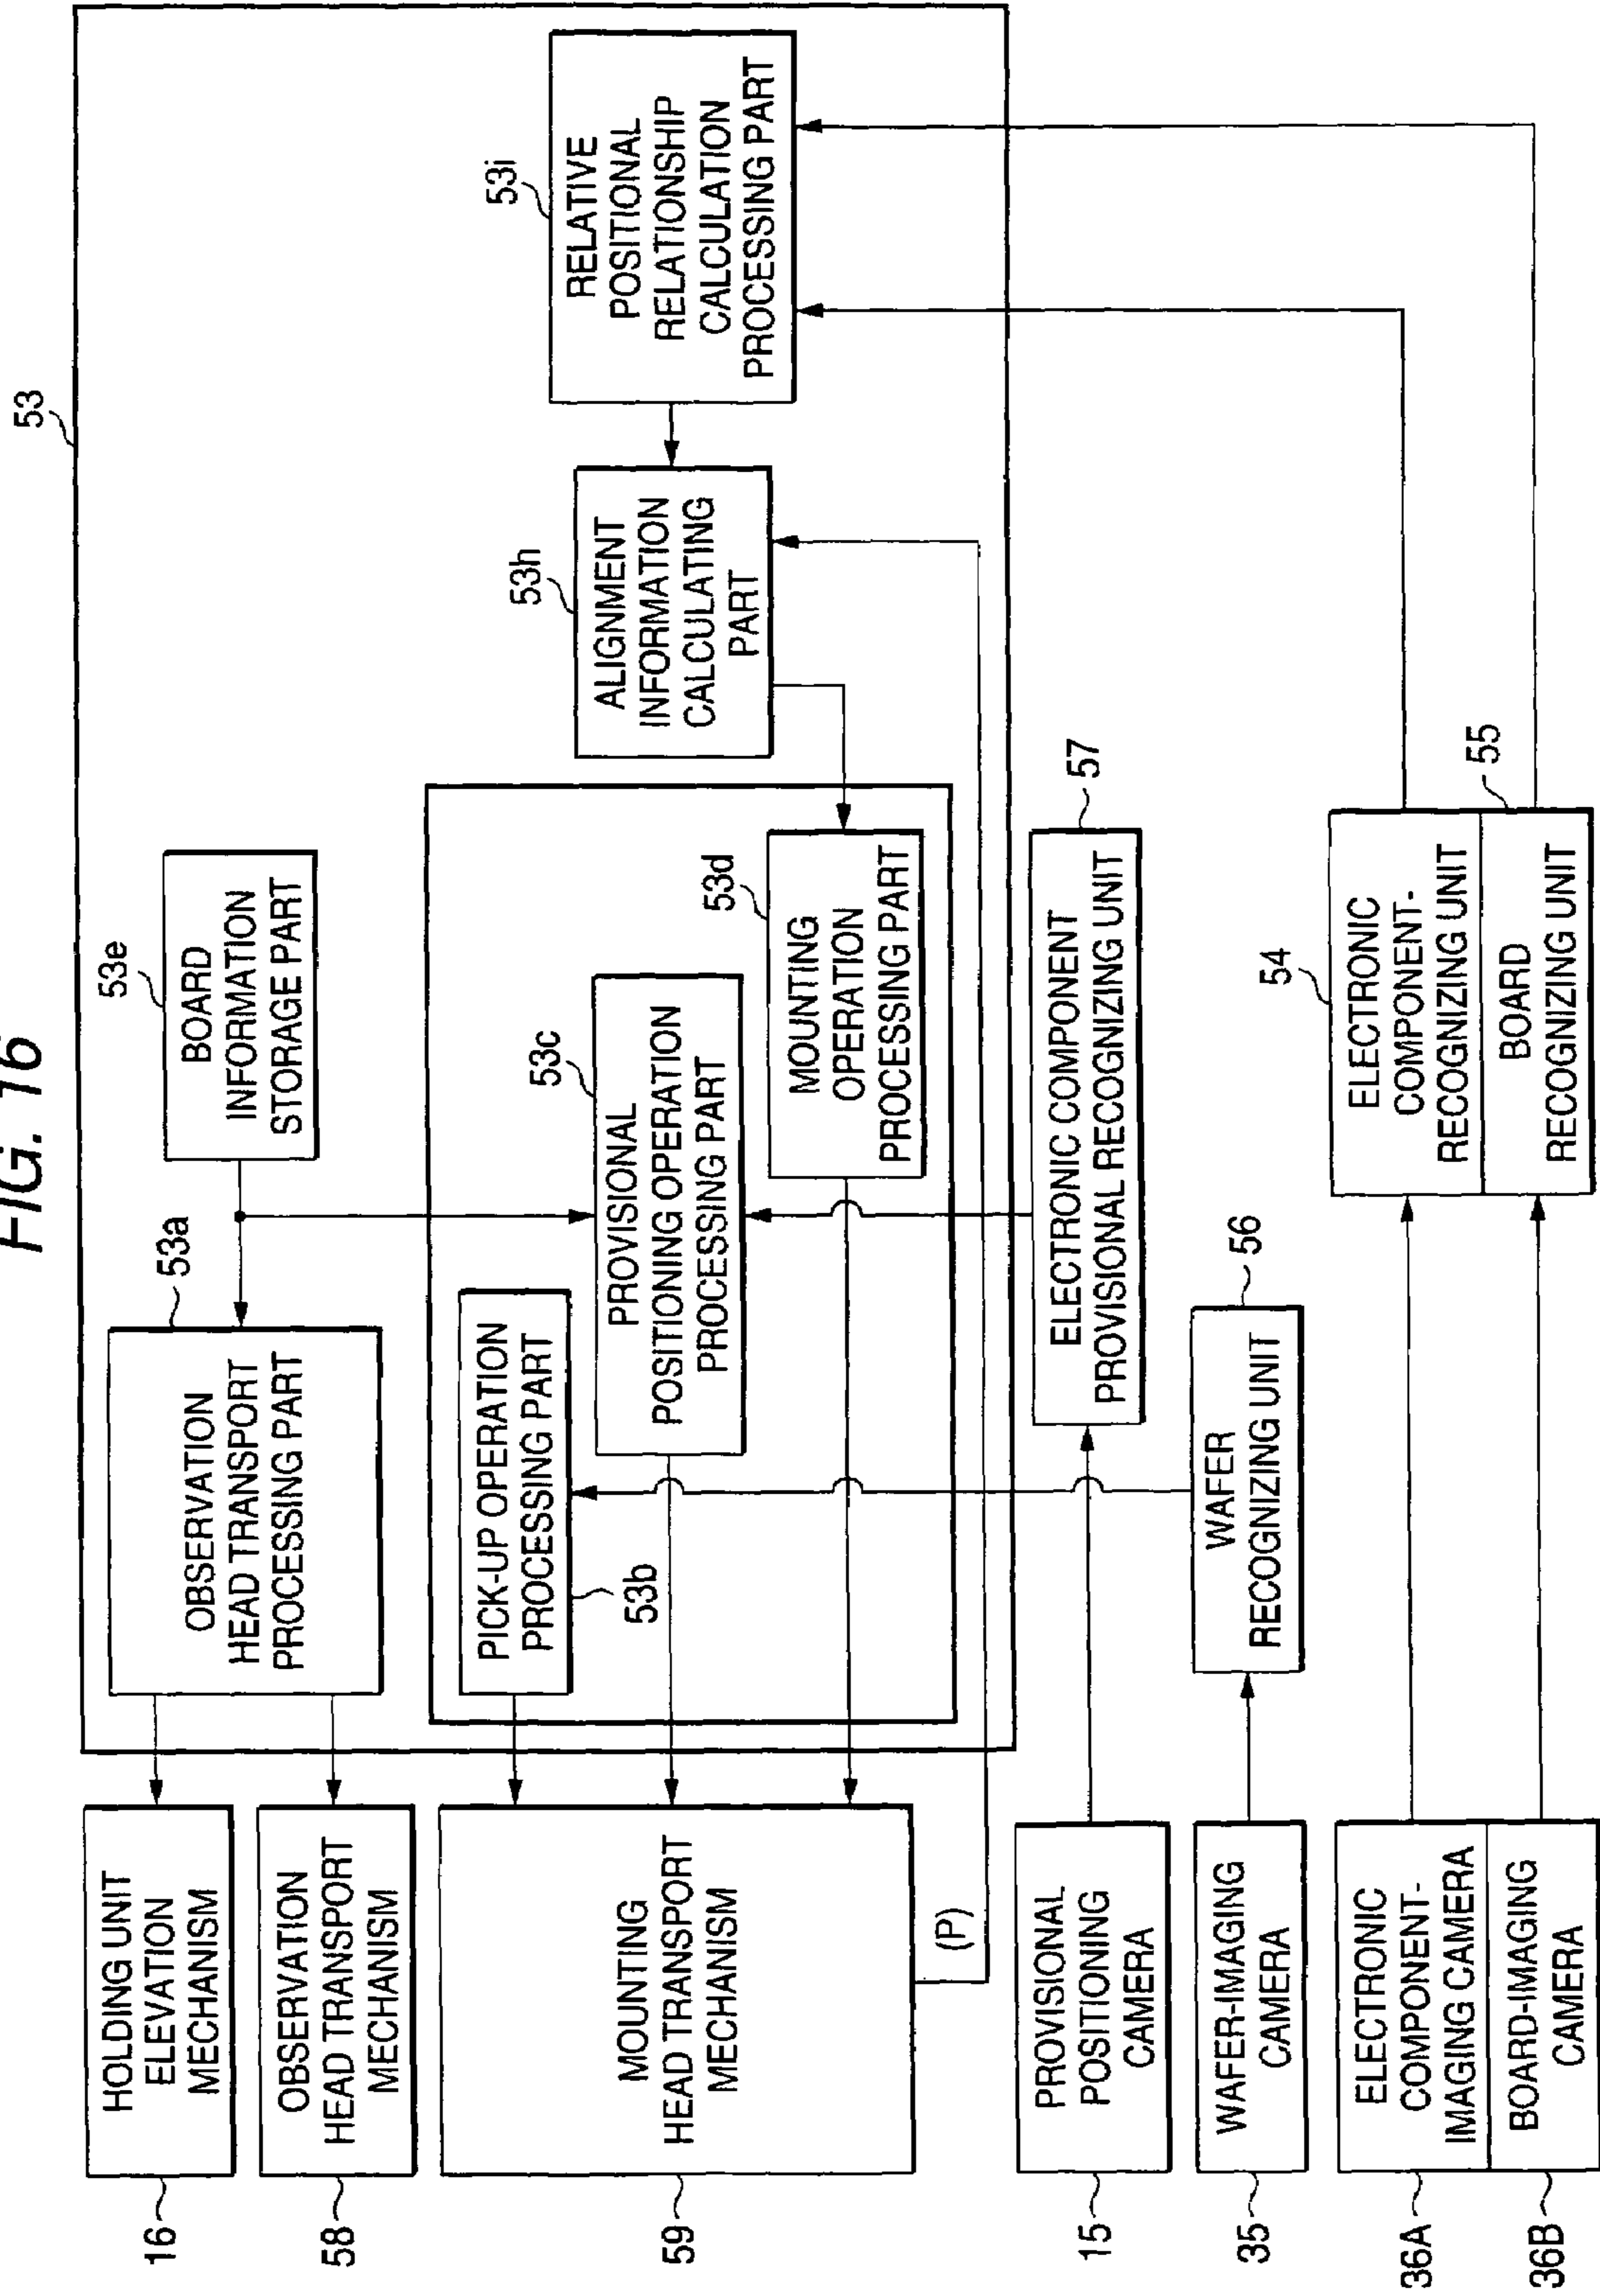 FIG. 16
53
53e
BOARD
INFORMATION
STORAGE PART
53a
OBSERVATION
HEAD TRANSPORT
PROCESSING PART
HOLDING UNIT
ELEVATION
MECHANISM
16
OBSERVATION
HEAD TRANSPORT
MECHANISM
58
53i
RELATIVE
POSITIONAL
RELATIONSHIP
CALCULATION
PROCESSING PART
53h
ALIGNMENT
INFORMATION
CALCULATING
PART
PICK-UP OPERATION
PROCESSING PART
53b
53c
PROVISIONAL
POSITIONING OPERATION
PROCESSING PART
53d
MOUNTING
OPERATION
PROCESSING PART
MOUNTING
HEAD TRANSPORT
MECHANISM
59
(P)
57
ELECTRONIC COMPONENT
PROVISIONAL RECOGNIZING UNIT
PROVISIONAL
POSITIONING
CAMERA
15
56
WAFER
RECOGNIZING UNIT
WAFER-IMAGING
CAMERA
35
54
ELECTRONIC
COMPONENT-
RECOGNIZING UNIT
55
BOARD
RECOGNIZING UNIT
ELECTRONIC
COMPONENT-
IMAGING CAMERA
36A
BOARD-IMAGING
CAMERA
36B